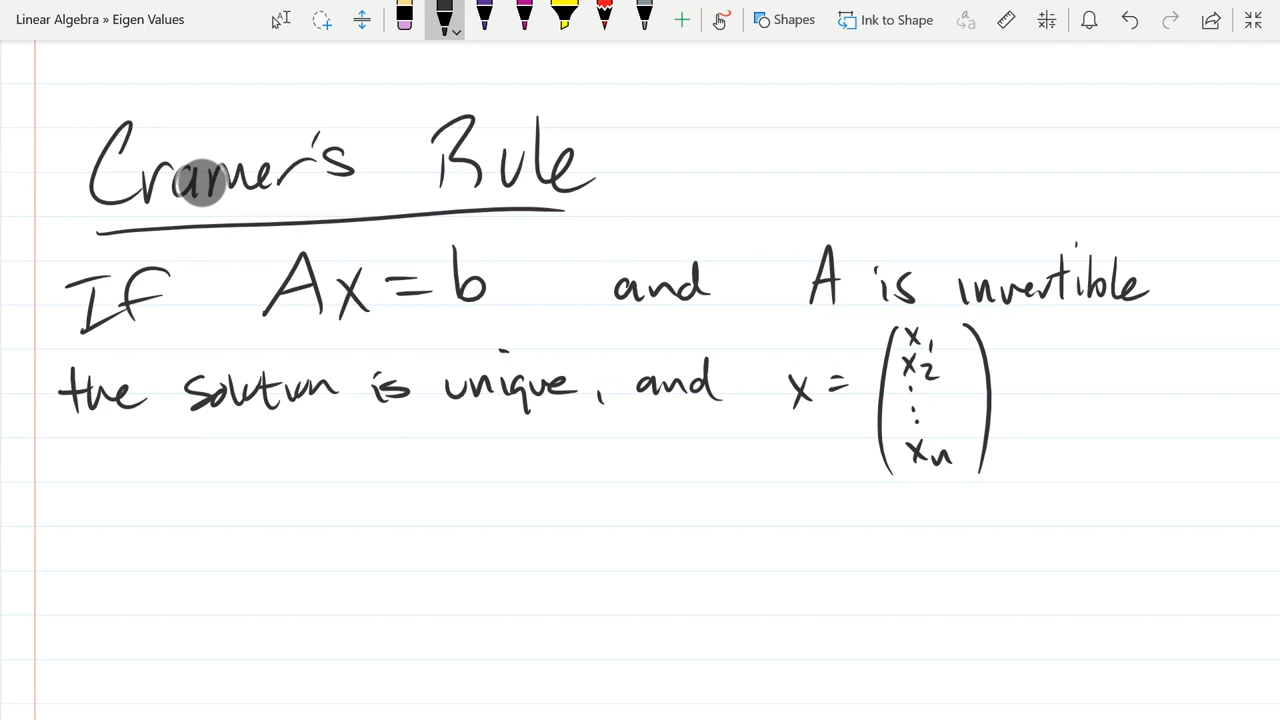 Linear Algebra » Eigen Values
Shapes
Ink to Shape
Cramer's Rule
If Ax = b and A is invertible
the solution is unique, and x = (x1
x2
⋮
xn)